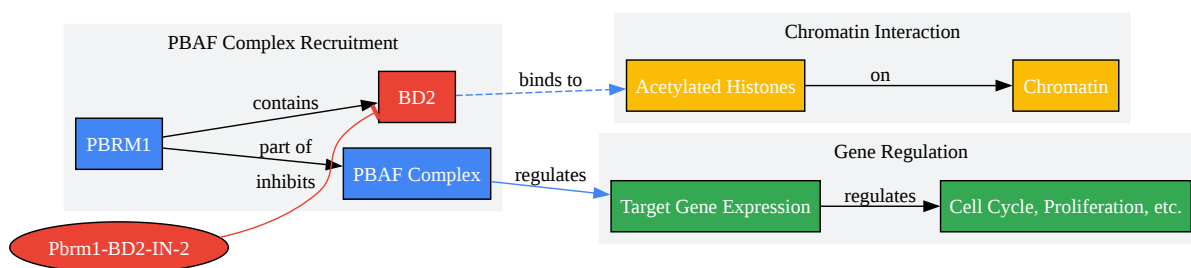 PBAF Complex Recruitment
PBRM1
contains
BD2
part of
PBAF Complex
inhibits
Pbrm1-BD2-IN-2
binds to
Chromatin Interaction
Acetylated Histones
on
Chromatin
regulates
Gene Regulation
Target Gene Expression
regulates
Cell Cycle, Proliferation, etc.